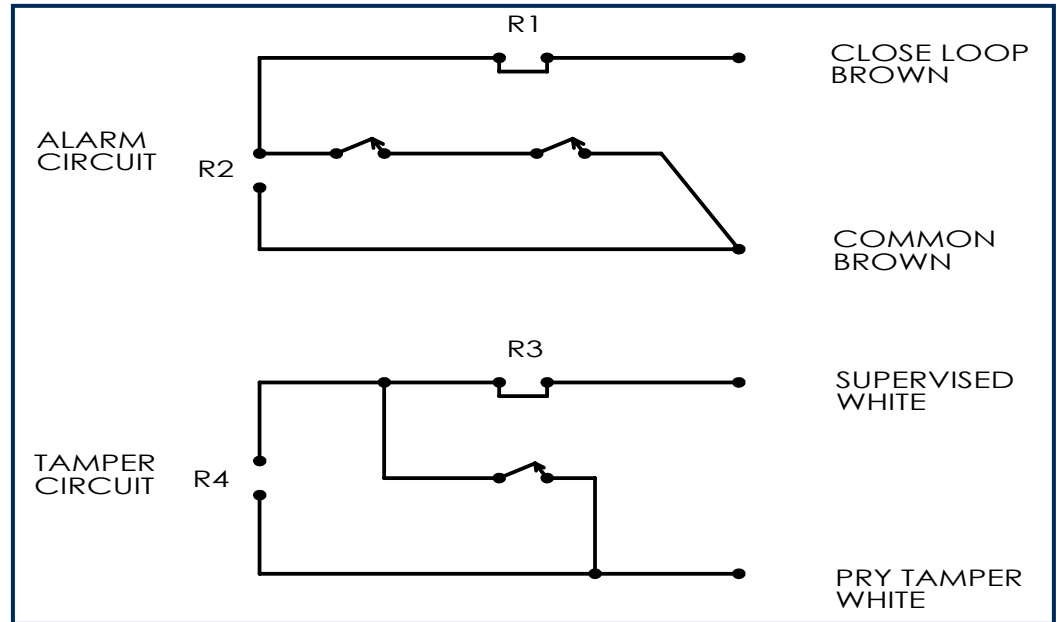 R1
CLOSE LOOP
BROWN
ALARM
CIRCUIT
R2
COMMON
BROWN
R3
SUPERVISED
WHITE
TAMPER
CIRCUIT
R4
PRY TAMPER
WHITE